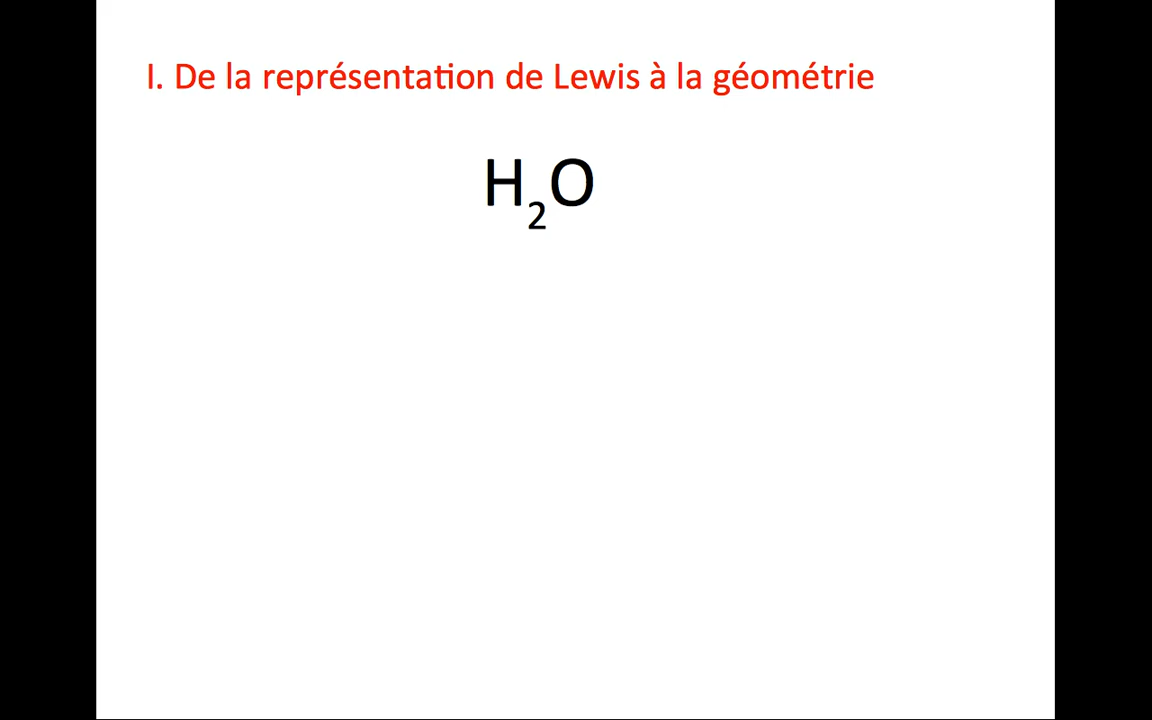 I. De la représentation de Lewis à la géométrie
H₂O